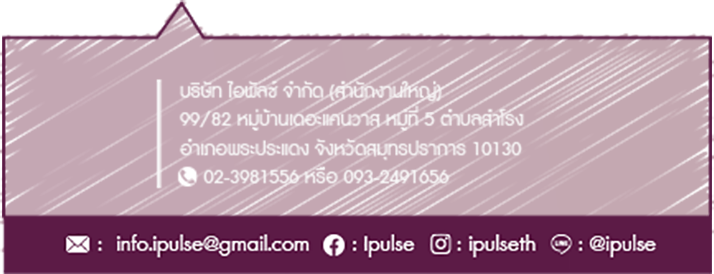 บริษัท ไอพัลซ์ จำกัด (สำนักงานใหญ่)
99/82 หมู่บ้านเดอะแคนวาส หมู่ที่ 5 ตำบลสำโรง
อำเภอพระประแดง จังหวัดสมุทรปราการ 10130
02-3981556 หรือ 093-2491656
: info.ipulse@gmail.com : Ipulse : ipulseth LINE : @ipulse